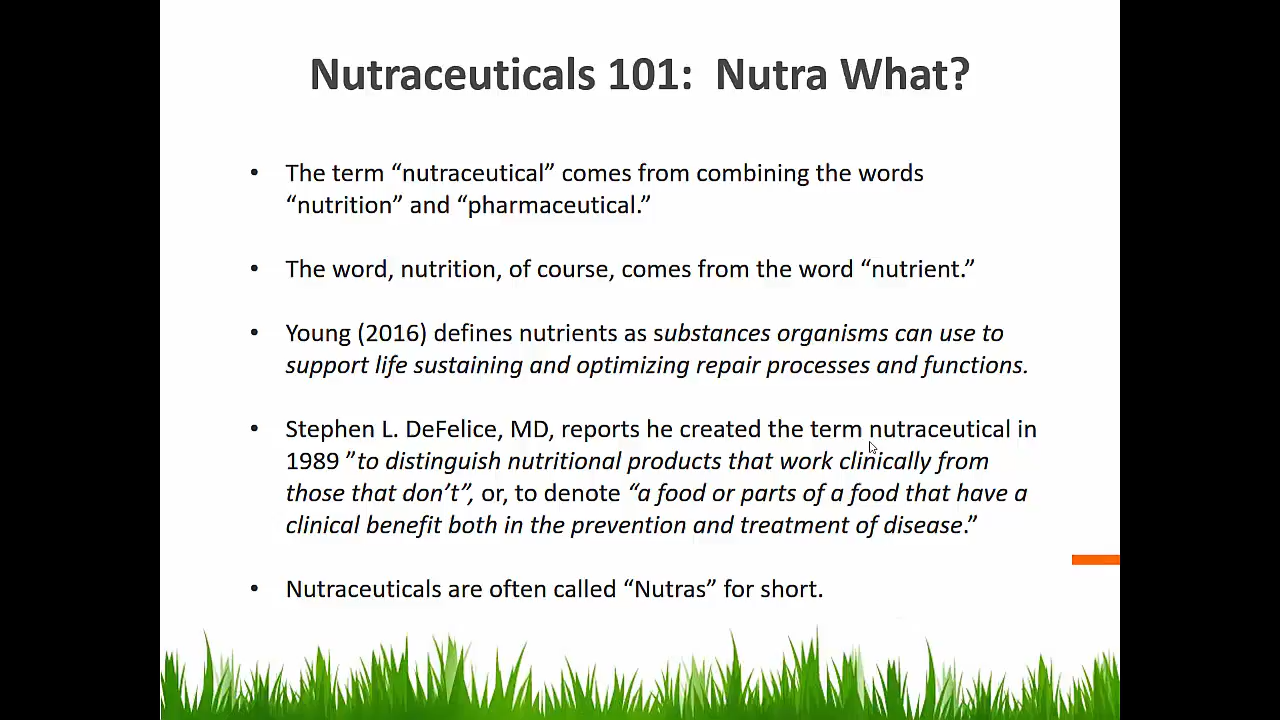 Nutraceuticals 101:  Nutra What?
• The term “nutraceutical” comes from combining the words
“nutrition” and “pharmaceutical.”
• The word, nutrition, of course, comes from the word “nutrient.”
• Young (2016) defines nutrients as substances organisms can use to
support life sustaining and optimizing repair processes and functions.
• Stephen L. DeFelice, MD, reports he created the term nutraceutical in
1989 ”to distinguish nutritional products that work clinically from
those that don’t”, or, to denote “a food or parts of a food that have a
clinical benefit both in the prevention and treatment of disease.”
• Nutraceuticals are often called “Nutras” for short.